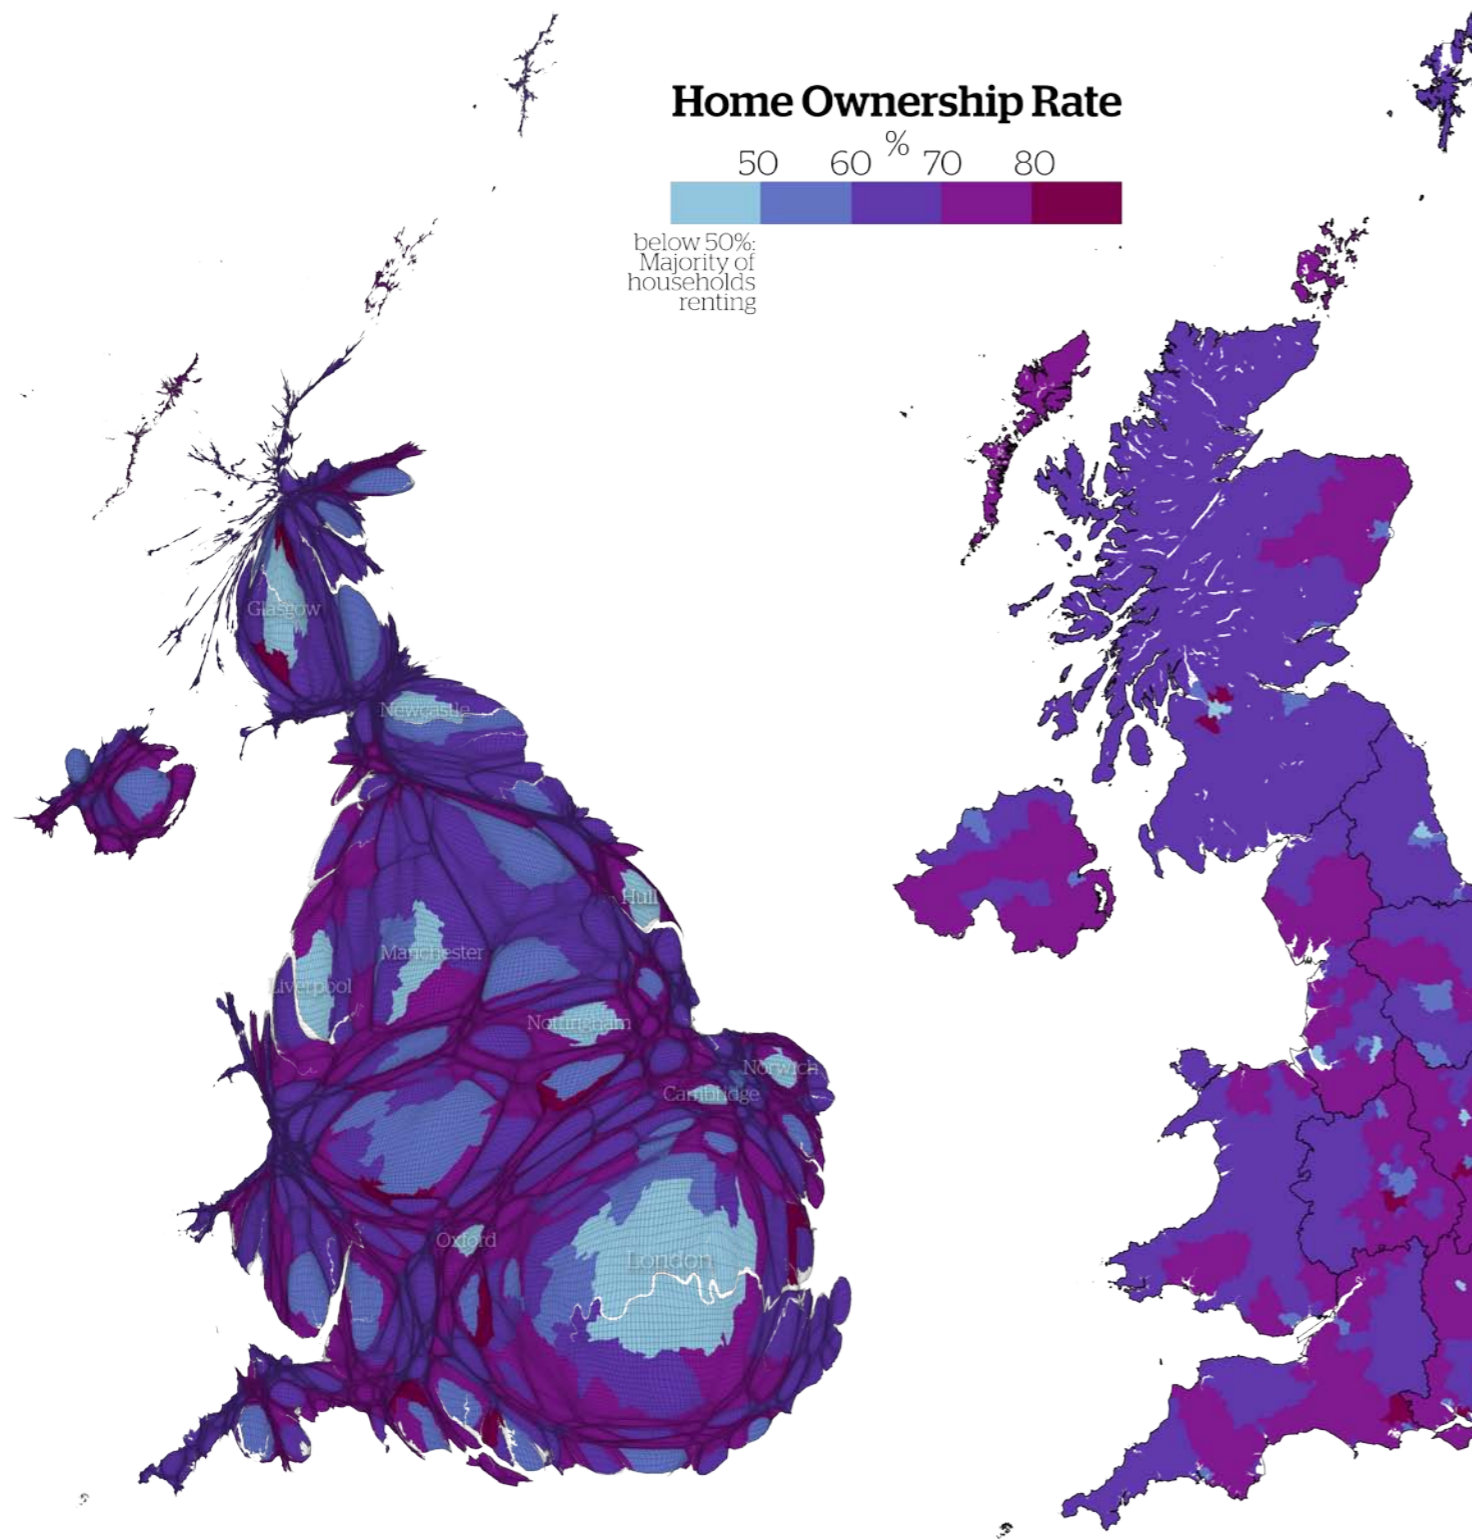 Home Ownership Rate
%
50 60 70 80
below 50%:
Majority of
households
renting
Glasgow
Newcastle
Hull
Manchester
Liverpool
Nottingham
Norwich
Cambridge
Oxford
London